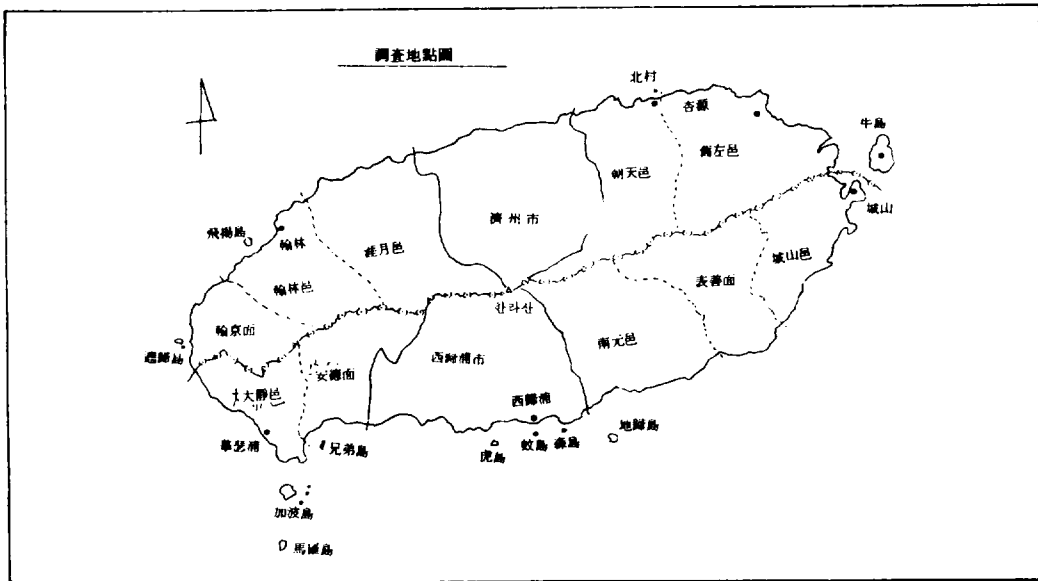 調査地點圖
北村
杏源
牛島
舊左邑
朝天邑
城山
濟州市
飛揚島
翰林
涯月邑
城山邑
翰林邑
表善面
한라산
翰京面
南元邑
遮歸島
西歸浦市
安德面
大靜邑
西歸浦
地歸島
摹瑟浦
兄弟島
虎島
蚊島
森島
加波島
馬羅島